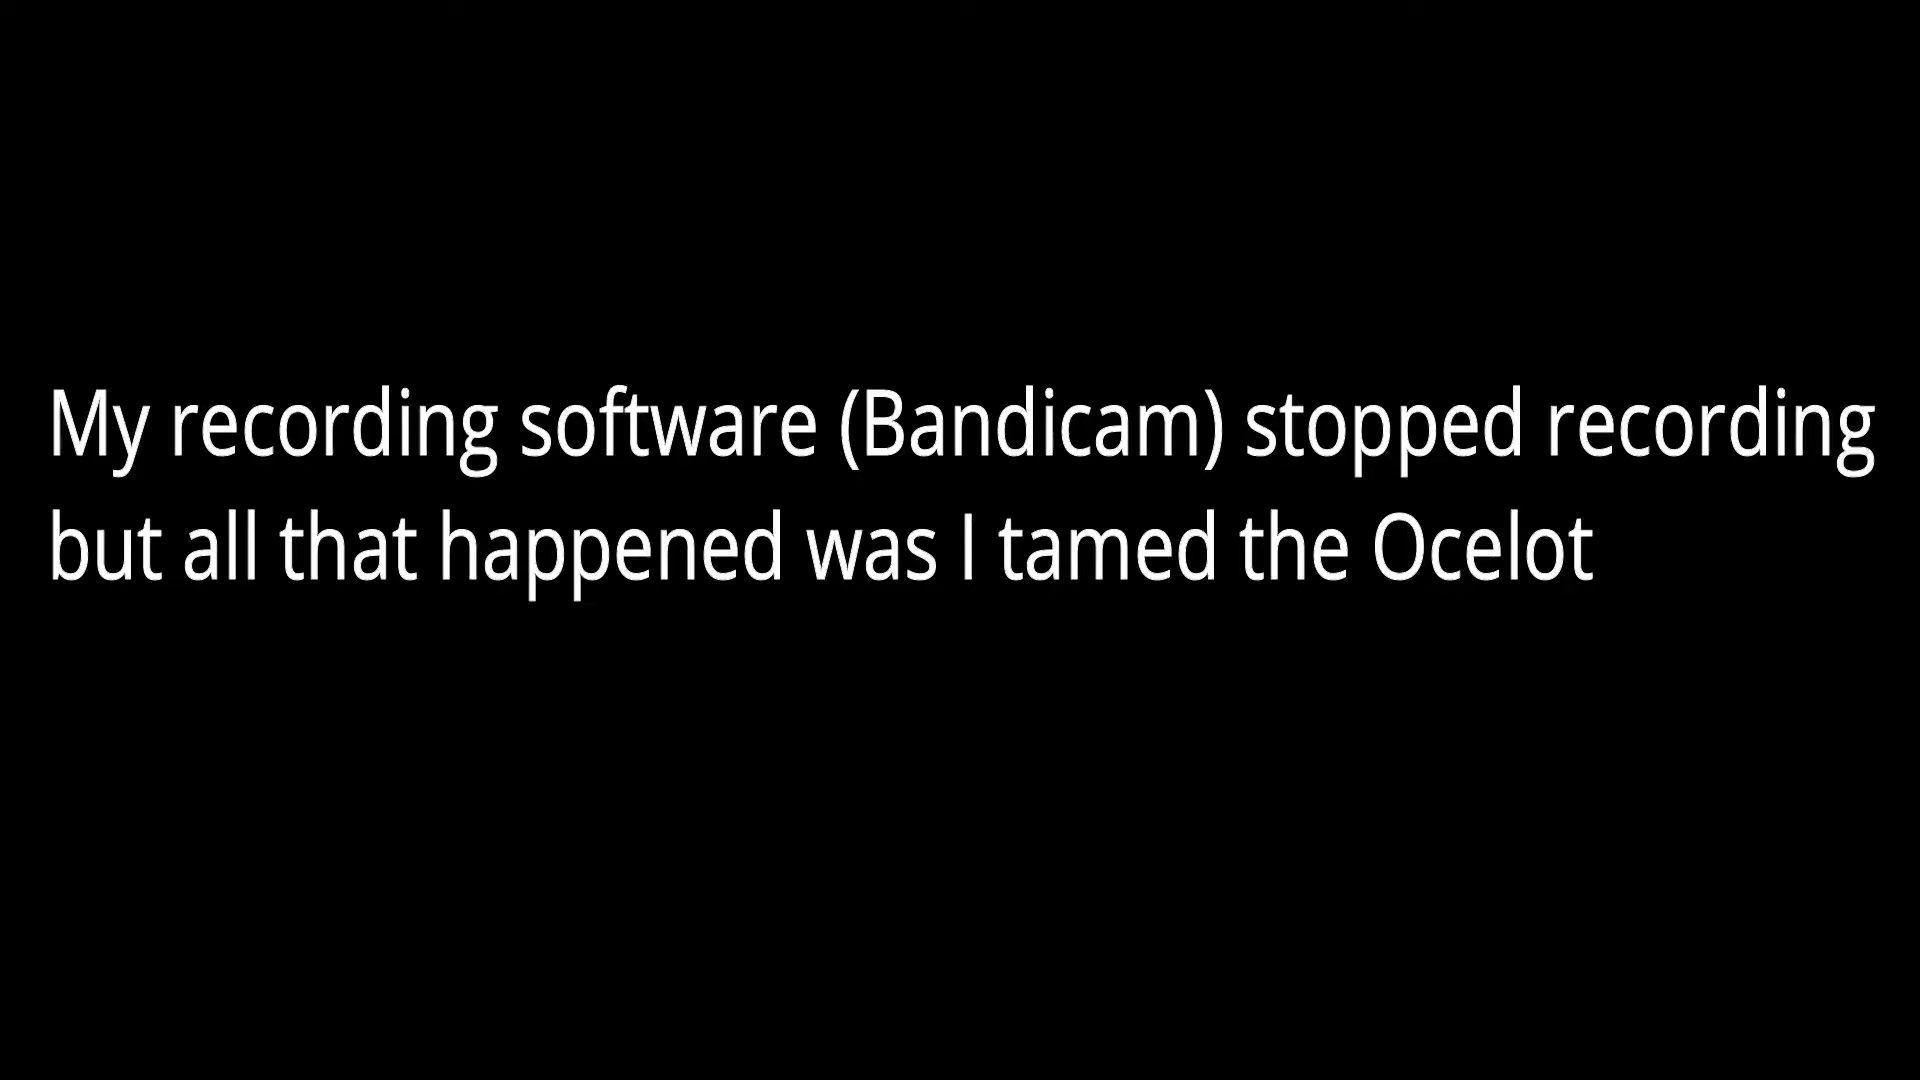 My recording software (Bandicam) stopped recording
but all that happened was I tamed the Ocelot